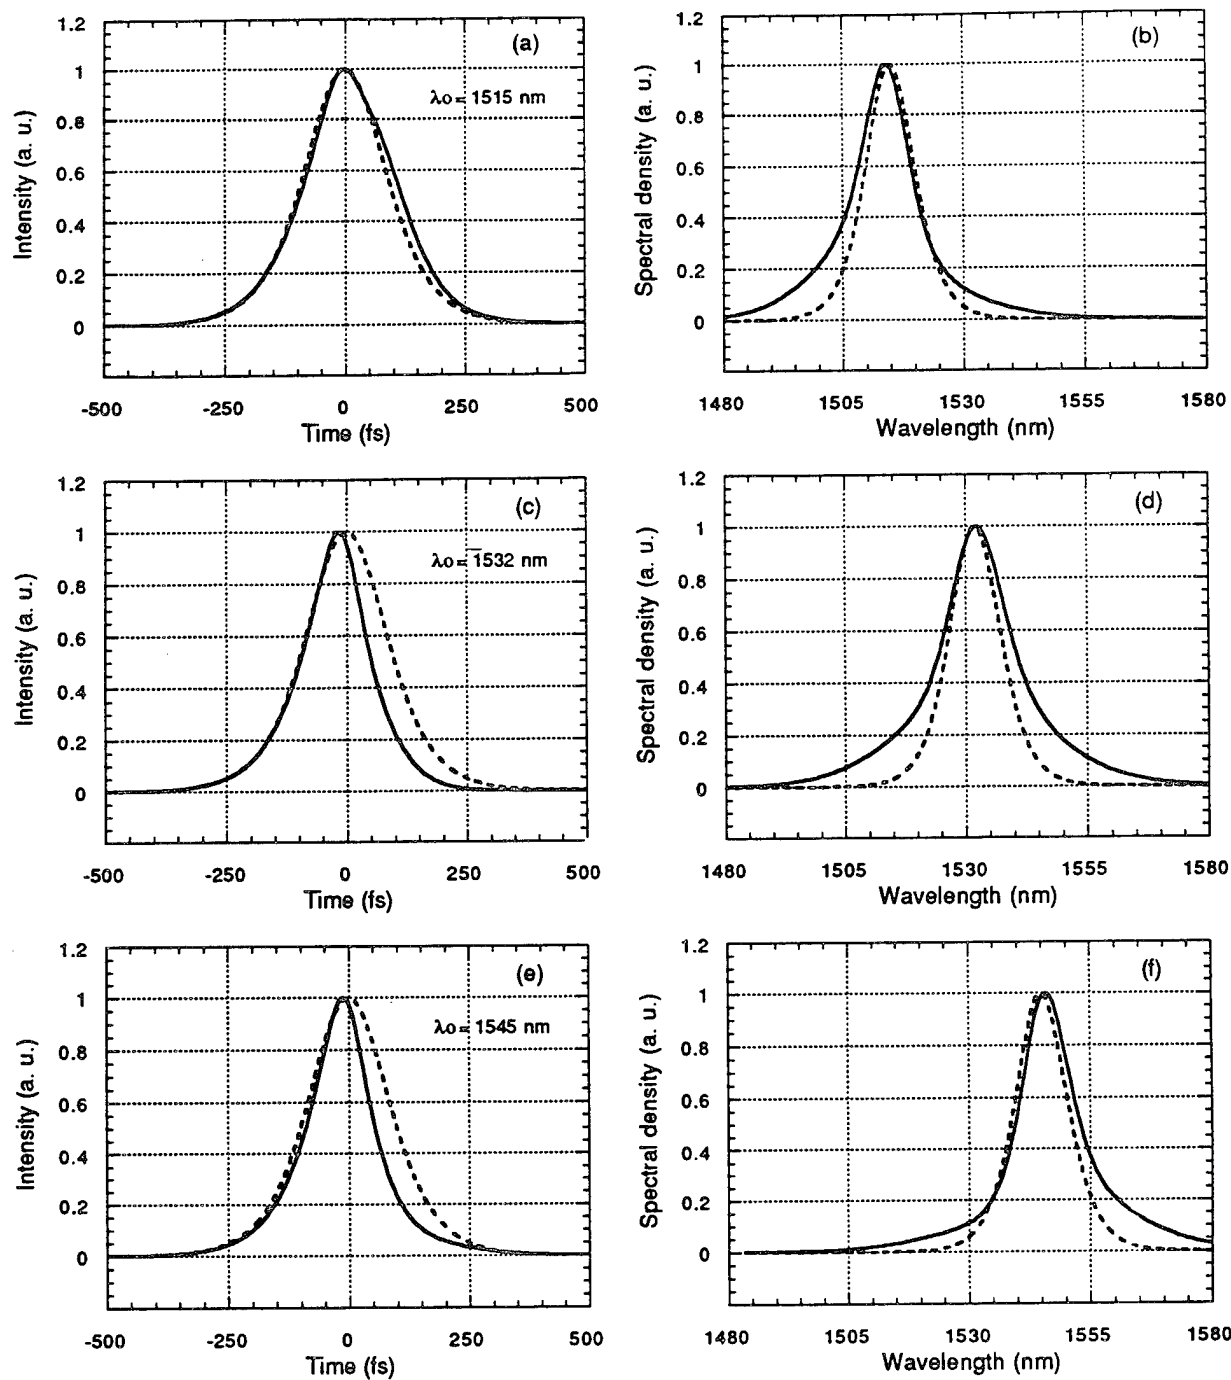 1.2
1
0.8
0.6
0.4
0.2
0
Intensity (a. u.)
(a)
λo = 1515 nm
-500 -250 0 250 500
Time (fs)
1.2
1
0.8
0.6
0.4
0.2
0
Spectral density (a. u.)
(b)
1480 1505 1530 1555 1580
Wavelength (nm)
1.2
1
0.8
0.6
0.4
0.2
0
Intensity (a. u.)
(c)
λo = 1532 nm
-500 -250 0 250 500
Time (fs)
1.2
1
0.8
0.6
0.4
0.2
0
Spectral density (a. u.)
(d)
1480 1505 1530 1555 1580
Wavelength (nm)
1.2
1
0.8
0.6
0.4
0.2
0
Intensity (a. u.)
(e)
λo = 1545 nm
-500 -250 0 250 500
Time (fs)
1.2
1
0.8
0.6
0.4
0.2
0
Spectral density (a. u.)
(f)
1480 1505 1530 1555 1580
Wavelength (nm)